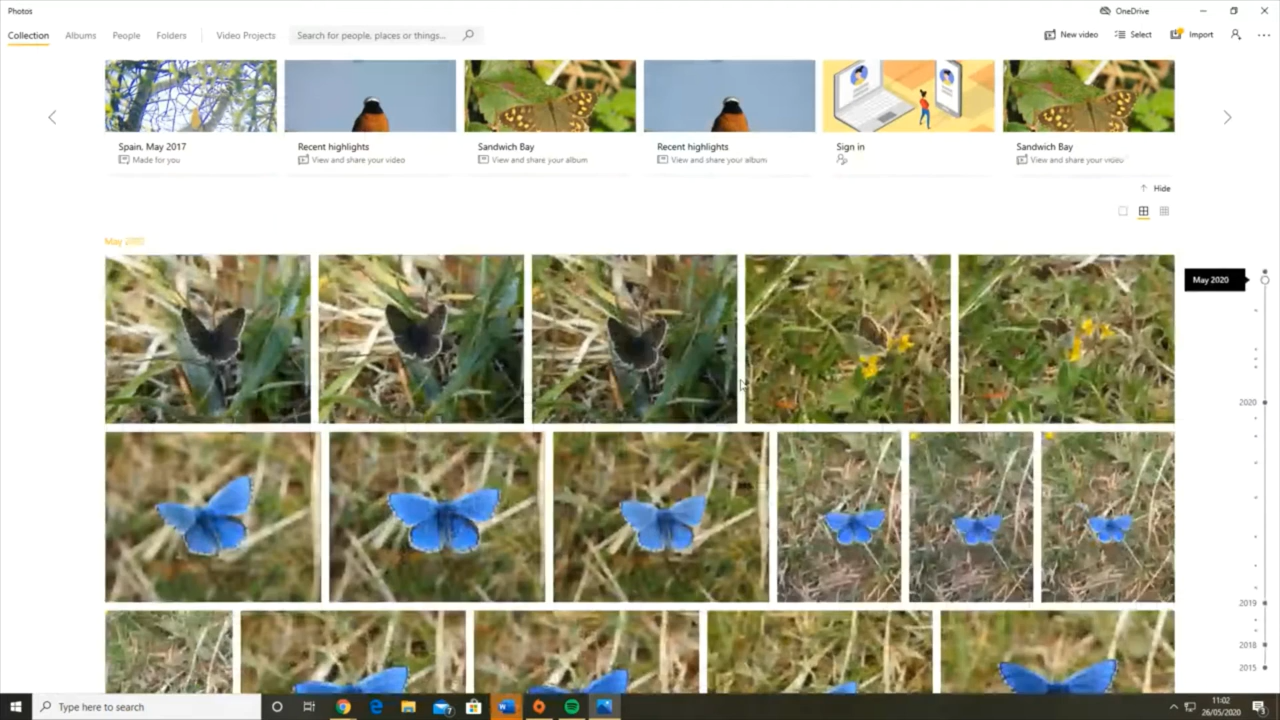 Photos
OneDrive
Collection Albums People Folders Video Projects Search for people, places or things... New video Select Import
Spain, May 2017
Made for you
Recent highlights
View and share your video
Sandwich Bay
View and share your album
Recent highlights
View and share your album
Sign in
Sandwich Bay
View and share your video
Hide
May 2020
May 2020
2020
2019
2018
2015
Type here to search
11:02
26/05/2020